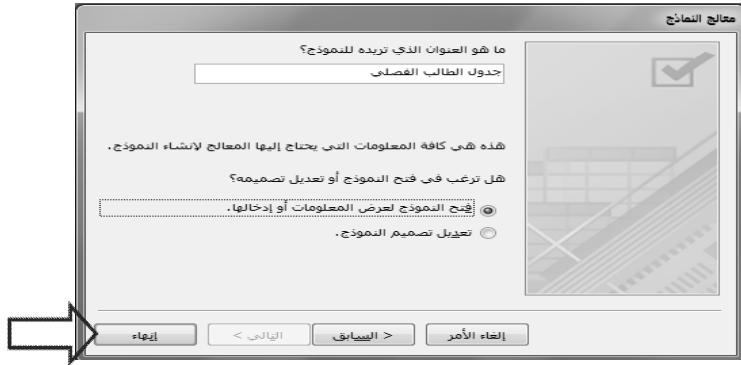 معالج النماذج
ما هو العنوان الذي تريده للنموذج؟
جدول الطالب الفصلي
هذه هي كافة المعلومات التي يحتاج إليها المعالج لإنشاء النموذج.
هل ترغب في فتح النموذج أو تعديل تصميمه؟
فتح النموذج لعرض المعلومات أو إدخالها.
تعديل تصميم النموذج.
إلغاء الأمر
< السابق
التالي >
إنهاء